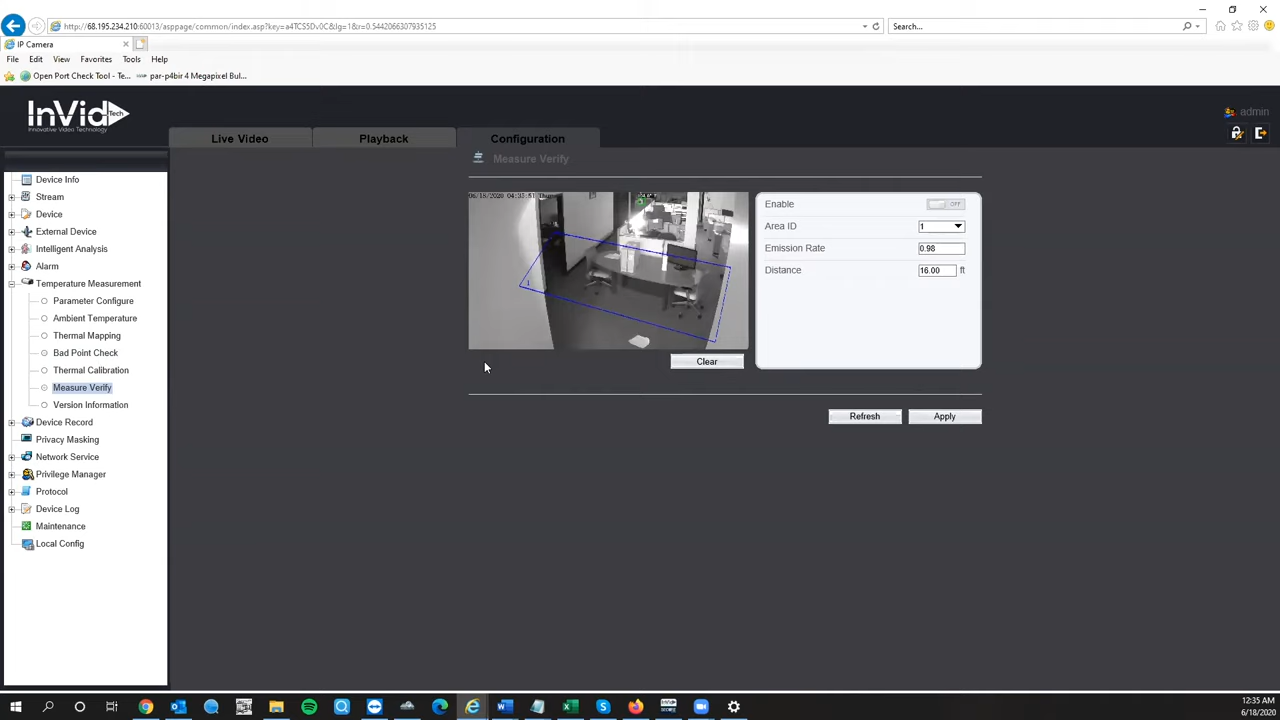 http://68.195.234.210:60013/asppage/common/index.asp?key=a4TCS5Dv0C&lg=1&r=0.5442066307935125
Search...
IP Camera
File Edit View Favorites Tools Help
Open Port Check Tool - Te... par-p4bir 4 Megapixel Bul...
InVid Tech
Innovative Video Technology
admin
Live Video Playback Configuration
Measure Verify
Device Info
Stream
Device
External Device
Intelligent Analysis
Alarm
Temperature Measurement
Parameter Configure
Ambient Temperature
Thermal Mapping
Bad Point Check
Thermal Calibration
Measure Verify
Version Information
Device Record
Privacy Masking
Network Service
Privilege Manager
Protocol
Device Log
Maintenance
Local Config
1
Clear
Enable OFF
Area ID 1
Emission Rate 0.98
Distance 16.00 ft
Refresh Apply
12:35 AM
6/18/2020